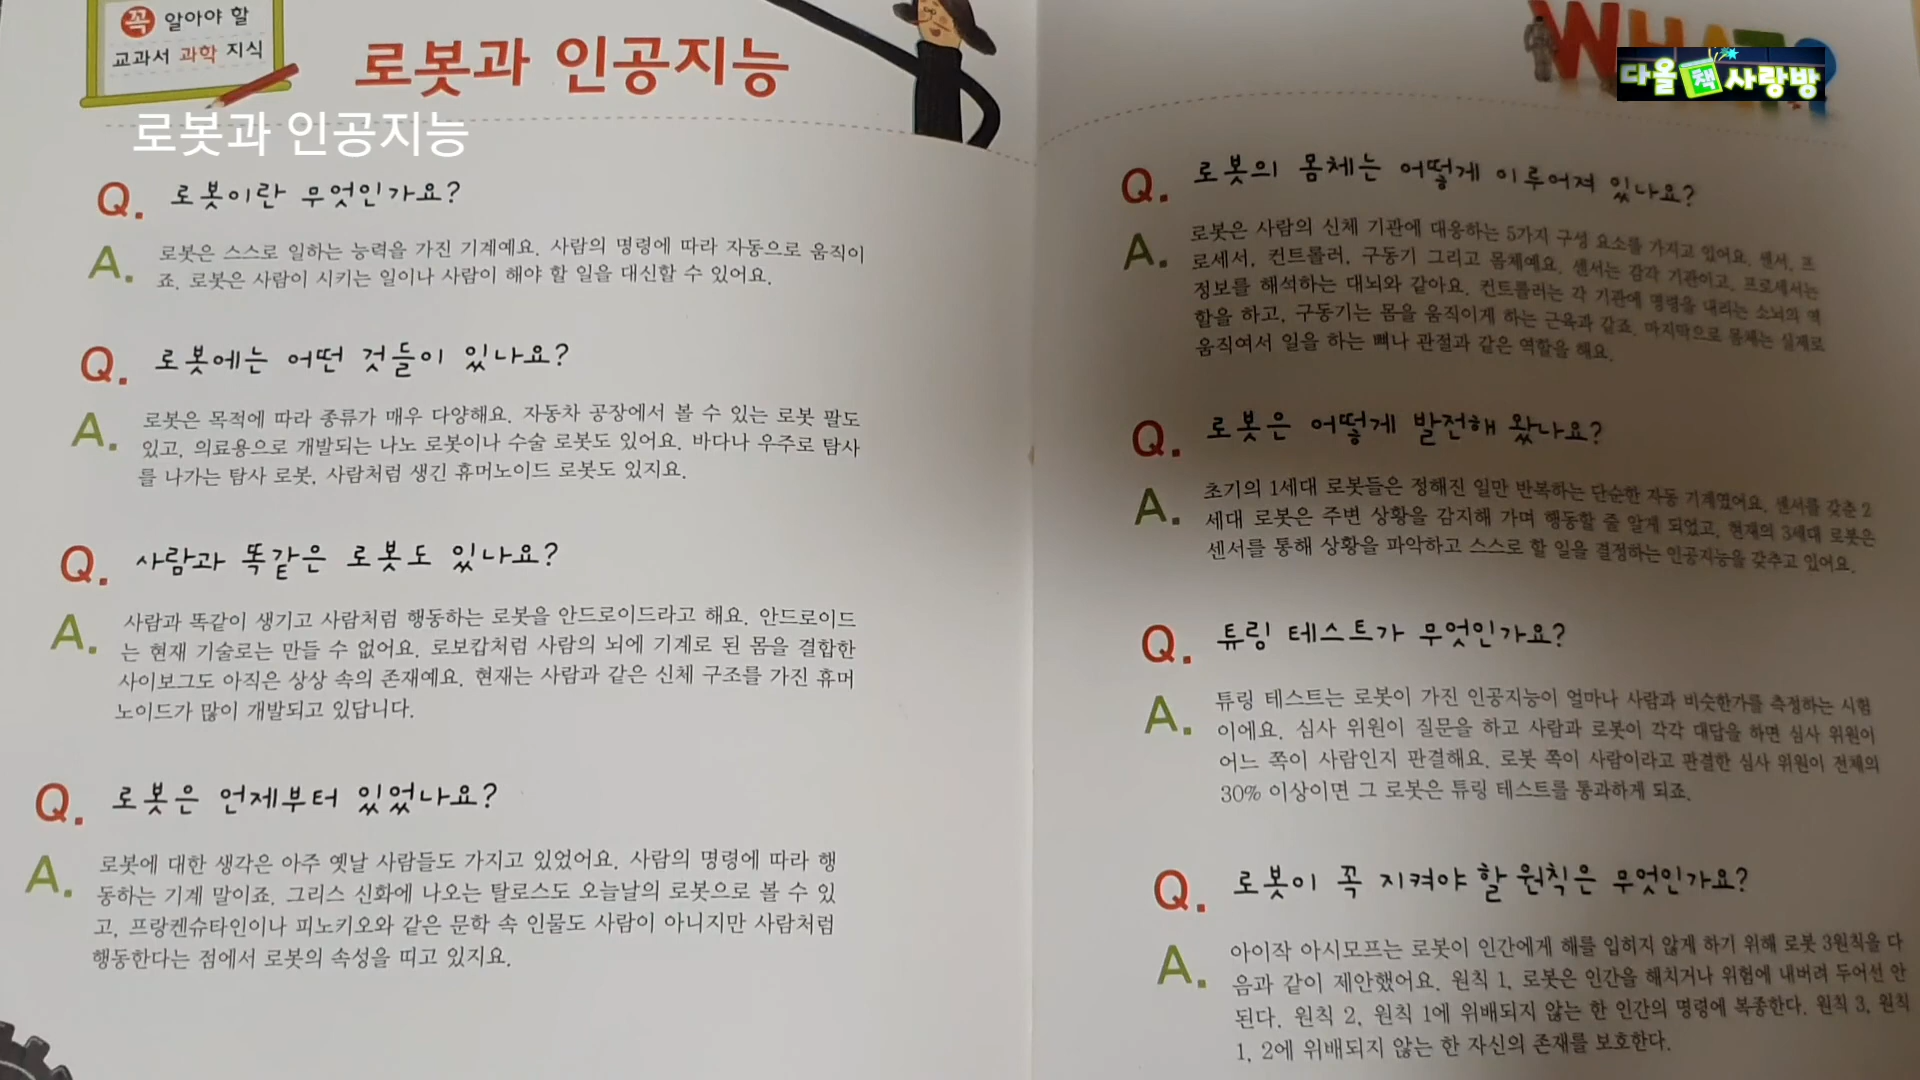 꼭 알아야 할
교과서 과학 지식
로봇과 인공지능
로봇과 인공지능
Q. 로봇이란 무엇인가요?
A. 로봇은 스스로 일하는 능력을 가진 기계예요. 사람의 명령에 따라 자동으로 움직이
죠. 로봇은 사람이 시키는 일이나 사람이 해야 할 일을 대신할 수 있어요.
Q. 로봇에는 어떤 것들이 있나요?
A. 로봇은 목적에 따라 종류가 매우 다양해요. 자동차 공장에서 볼 수 있는 로봇 팔도
있고, 의료용으로 개발되는 나노 로봇이나 수술 로봇도 있어요. 바다나 우주로 탐사
를 나가는 탐사 로봇, 사람처럼 생긴 휴머노이드 로봇도 있지요.
Q. 사람과 똑같은 로봇도 있나요?
A. 사람과 똑같이 생기고 사람처럼 행동하는 로봇을 안드로이드라고 해요. 안드로이드
는 현재 기술로는 만들 수 없어요. 로보캅처럼 사람의 뇌에 기계로 된 몸을 결합한
사이보그도 아직은 상상 속의 존재예요. 현재는 사람과 같은 신체 구조를 가진 휴머
노이드가 많이 개발되고 있답니다.
Q. 로봇은 언제부터 있었나요?
A. 로봇에 대한 생각은 아주 옛날 사람들도 가지고 있었어요. 사람의 명령에 따라 행
동하는 기계 말이죠. 그리스 신화에 나오는 탈로스도 오늘날의 로봇으로 볼 수 있
고, 프랑켄슈타인이나 피노키오와 같은 문학 속 인물도 사람이 아니지만 사람처럼
행동한다는 점에서 로봇의 속성을 띠고 있지요.
WHAT?
다올 책 사랑방
Q. 로봇의 몸체는 어떻게 이루어져 있나요?
A. 로봇은 사람의 신체 기관에 대응하는 5가지 구성 요소를 가지고 있어요. 센서, 프
로세서, 컨트롤러, 구동기 그리고 몸체예요. 센서는 감각 기관이고, 프로세서는
정보를 해석하는 대뇌와 같아요. 컨트롤러는 각 기관에 명령을 내리는 소뇌의 역
할을 하고, 구동기는 몸을 움직이게 하는 근육과 같죠. 마지막으로 몸체는 실제로
움직여서 일을 하는 뼈나 관절과 같은 역할을 해요.
Q. 로봇은 어떻게 발전해 왔나요?
A. 초기의 1세대 로봇들은 정해진 일만 반복하는 단순한 자동 기계였어요. 센서를 갖춘 2
세대 로봇은 주변 상황을 감지해 가며 행동할 줄 알게 되었고, 현재의 3세대 로봇은
센서를 통해 상황을 파악하고 스스로 할 일을 결정하는 인공지능을 갖추고 있어요.
Q. 튜링 테스트가 무엇인가요?
A. 튜링 테스트는 로봇이 가진 인공지능이 얼마나 사람과 비슷한가를 측정하는 시험
이에요. 심사 위원이 질문을 하고 사람과 로봇이 각각 대답을 하면 심사 위원이
어느 쪽이 사람인지 판결해요. 로봇 쪽이 사람이라고 판결한 심사 위원이 전체의
30% 이상이면 그 로봇은 튜링 테스트를 통과하게 되죠.
Q. 로봇이 꼭 지켜야 할 원칙은 무엇인가요?
A. 아이작 아시모프는 로봇이 인간에게 해를 입히지 않게 하기 위해 로봇 3원칙을 다
음과 같이 제안했어요. 원칙 1, 로봇은 인간을 해치거나 위험에 내버려 두어선 안
된다. 원칙 2, 원칙 1에 위배되지 않는 한 인간의 명령에 복종한다. 원칙 3, 원칙
1, 2에 위배되지 않는 한 자신의 존재를 보호한다.